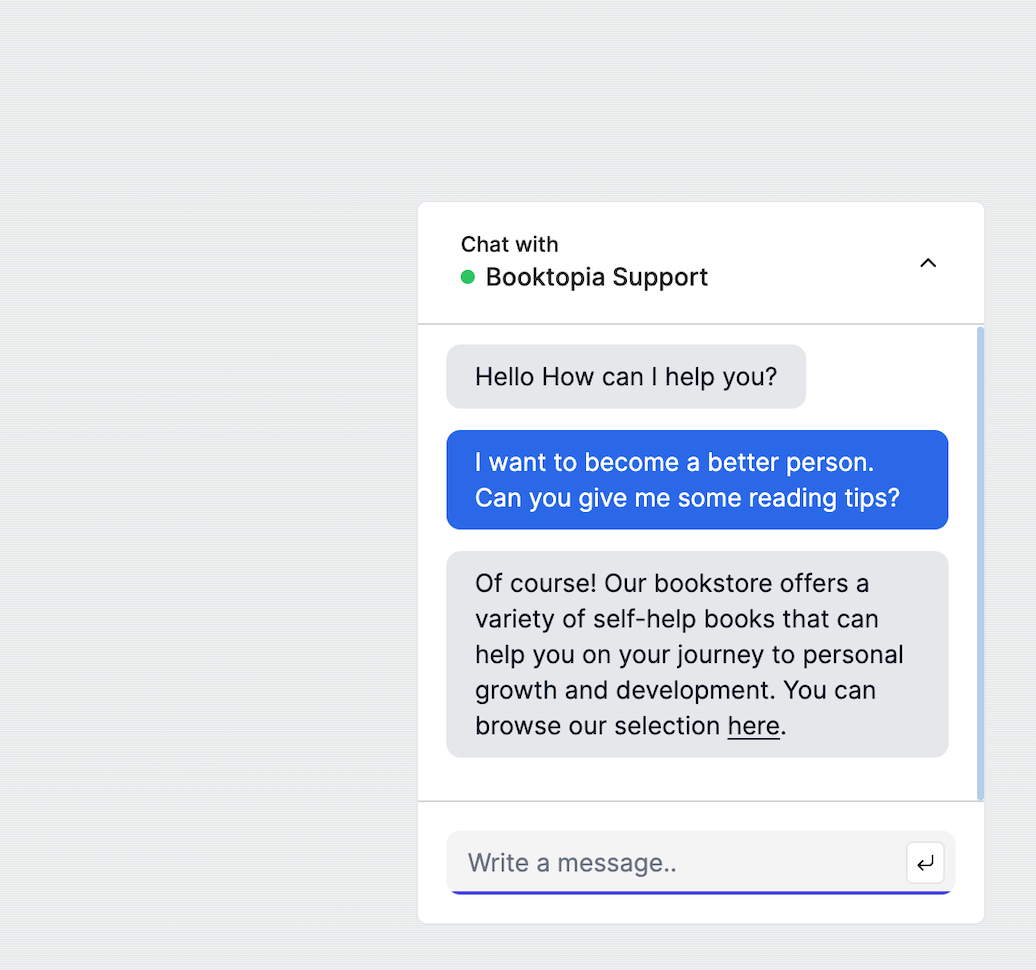 Chat with
Booktopia Support
Hello How can I help you?
I want to become a better person.
Can you give me some reading tips?
Of course! Our bookstore offers a
variety of self-help books that can
help you on your journey to personal
growth and development. You can
browse our selection here.
Write a message..